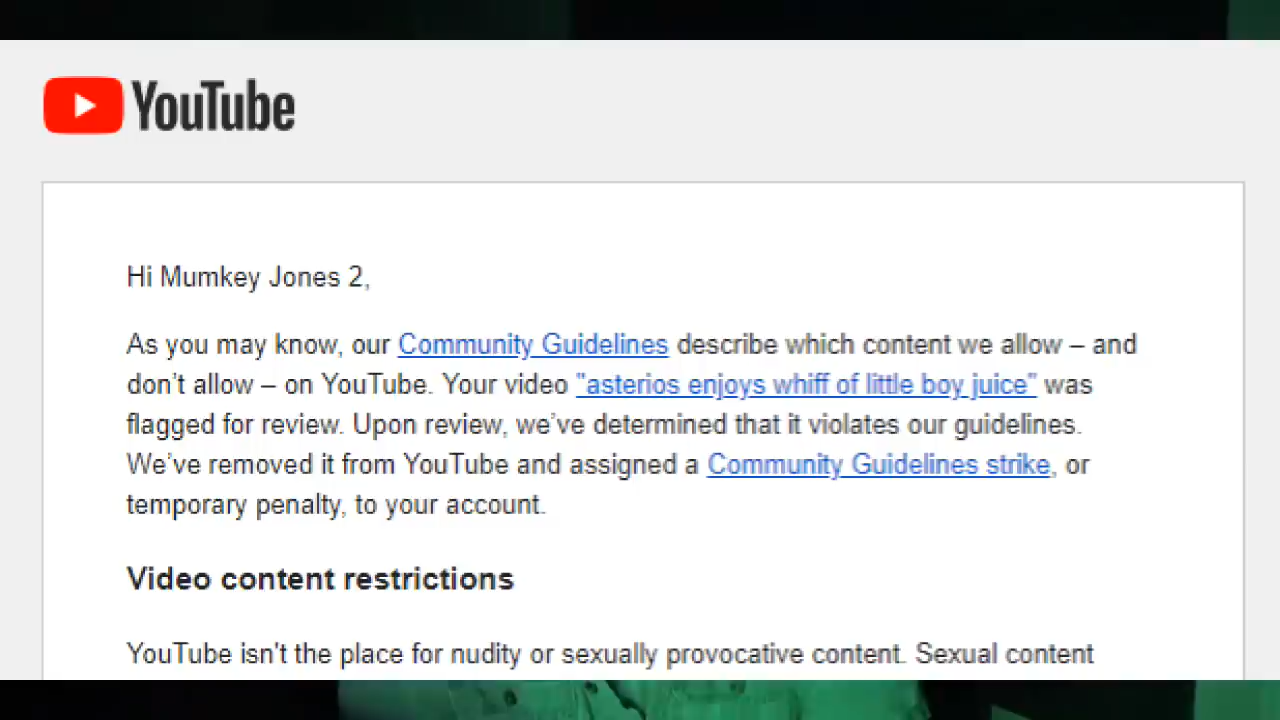 YouTube
Hi Mumkey Jones 2,
As you may know, our Community Guidelines describe which content we allow – and
don't allow – on YouTube. Your video "asterios enjoys whiff of little boy juice" was
flagged for review. Upon review, we've determined that it violates our guidelines.
We've removed it from YouTube and assigned a Community Guidelines strike, or
temporary penalty, to your account.
Video content restrictions
YouTube isn't the place for nudity or sexually provocative content. Sexual content